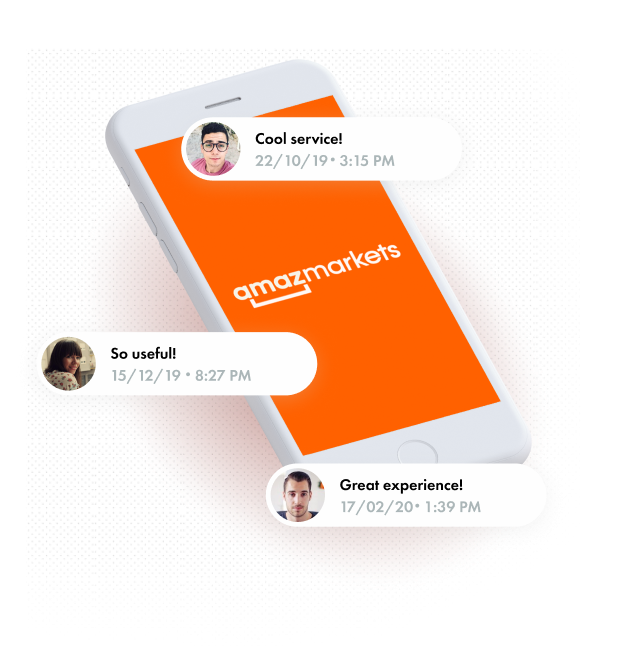 Cool service!
22/10/19 • 3:15 PM
amazmarkets
So useful!
15/12/19 • 8:27 PM
Great experience!
17/02/20 • 1:39 PM